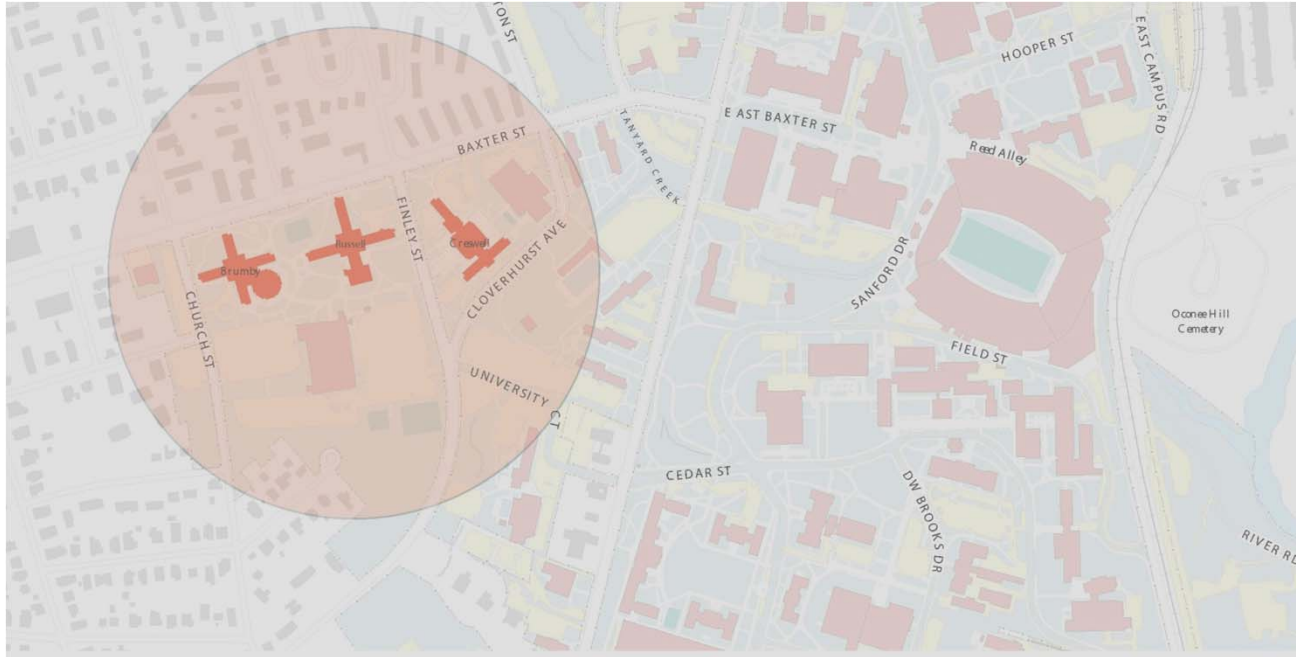 TON ST
HOOPER ST
EAST CAMPUS RD
EAST BAXTER ST
TANYARD CREEK
BAXTER ST
Reed Alley
FINLEY ST
Russell
Creswell
Brumby
CLOVERHURST AVE
SANFORD DR
CHURCH ST
Oconee Hill
Cemetery
FIELD ST
UNIVERSITY CT
CEDAR ST
DW BROOKS DR
RIVER RD